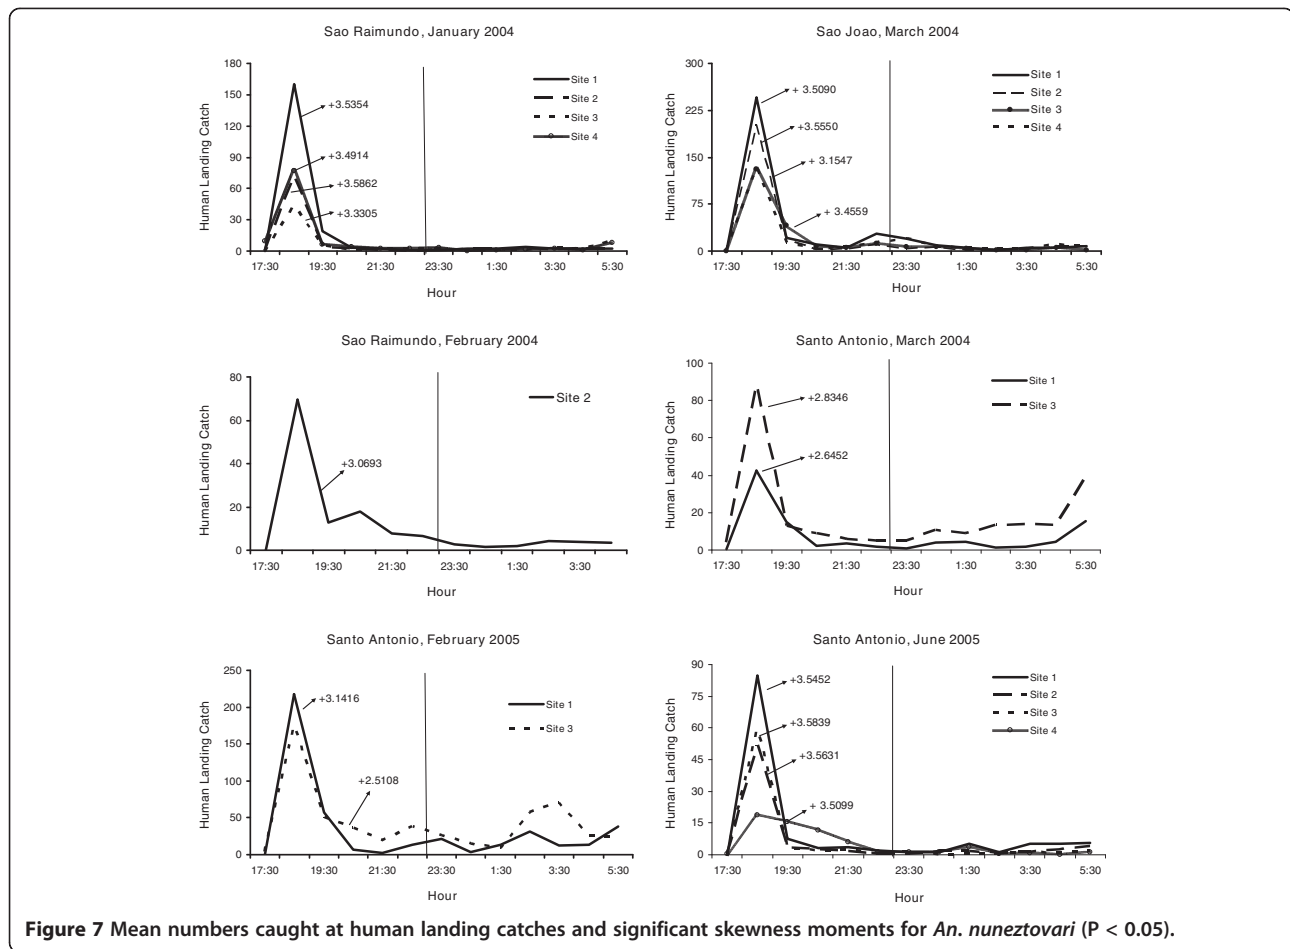 Sao Raimundo, January 2004
Human Landing Catch
180
150
120
90
60
30
0
+3.5354
+3.4914
+3.5862
+3.3305
Site 1
Site 2
Site 3
Site 4
17:30 19:30 21:30 23:30 1:30 3:30 5:30
Hour
Sao Joao, March 2004
Human Landing Catch
300
225
150
75
0
+ 3.5090
+3.5550
+ 3.1547
+ 3.4559
Site 1
Site 2
Site 3
Site 4
17:30 19:30 21:30 23:30 1:30 3:30 5:30
Hour
Sao Raimundo, February 2004
Human Landing Catch
80
60
40
20
0
+3.0693
Site 2
17:30 19:30 21:30 23:30 1:30 3:30
Hour
Santo Antonio, March 2004
Human Landing Catch
100
80
60
40
20
0
+2.8346
+2.6452
Site 1
Site 3
17:30 19:30 21:30 23:30 1:30 3:30 5:30
Hour
Santo Antonio, February 2005
Human Landing Catch
250
200
150
100
50
0
+3.1416
+2.5108
Site 1
Site 3
17:30 19:30 21:30 23:30 1:30 3:30 5:30
Hour
Santo Antonio, June 2005
Human Landing Catch
90
75
60
45
30
15
0
+3.5452
+3.5839
+3.5631
+ 3.5099
Site 1
Site 2
Site 3
Site 4
17:30 19:30 21:30 23:30 1:30 3:30 5:30
Hour
Figure 7 Mean numbers caught at human landing catches and significant skewness moments for An. nuneztovari (P < 0.05).